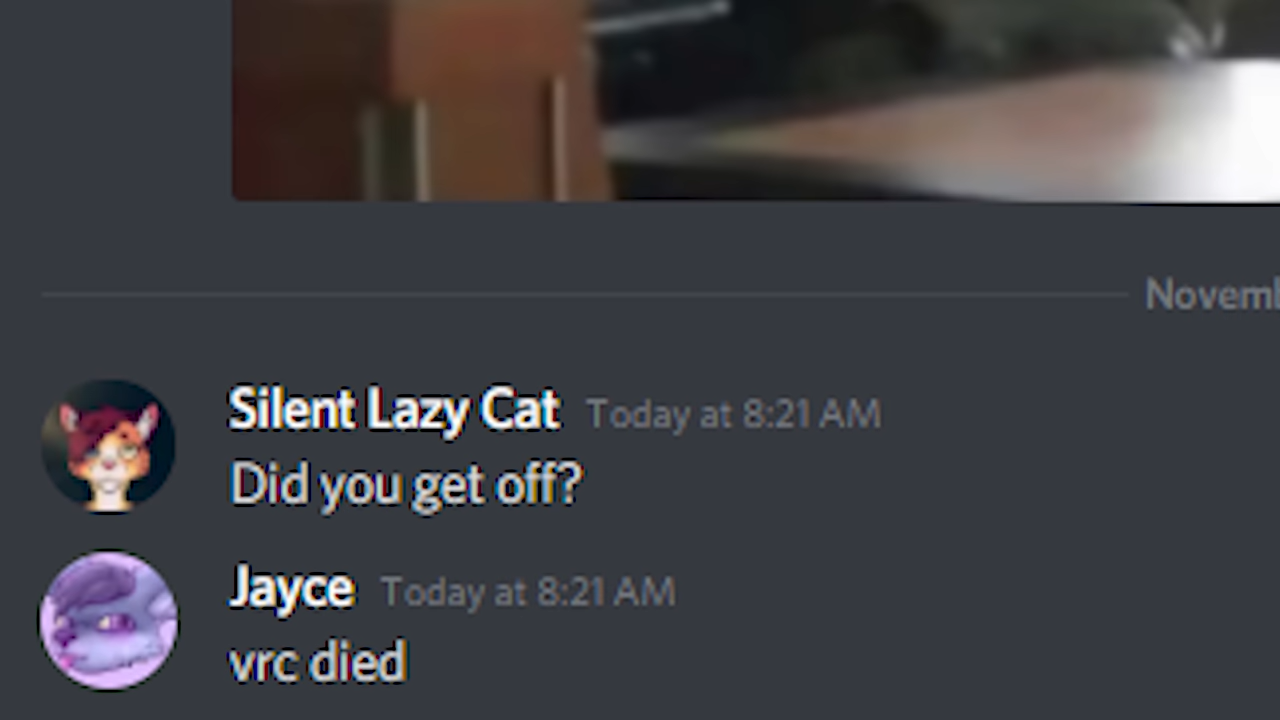 Silent Lazy Cat Today at 8:21 AM
Did you get off?
Jayce Today at 8:21 AM
vrc died